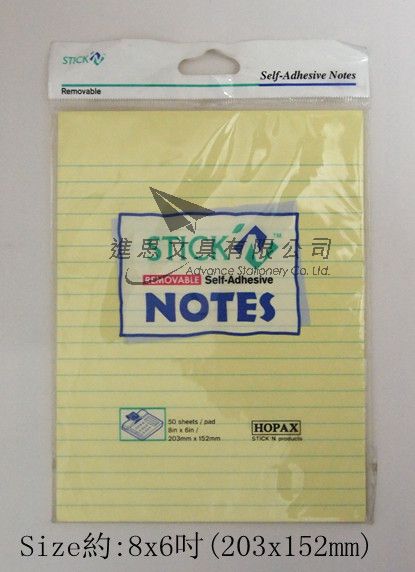 STICK'N
Removable
Self-Adhesive Notes
STICK'N™
進思文具有限公司
Advance Stationery Co. Ltd.
REMOVABLE Self-Adhesive
NOTES
50 sheets / pad
8in x 6in /
203mm x 152mm
HOPAX
STICK N products
Size約:8x6吋(203x152mm)